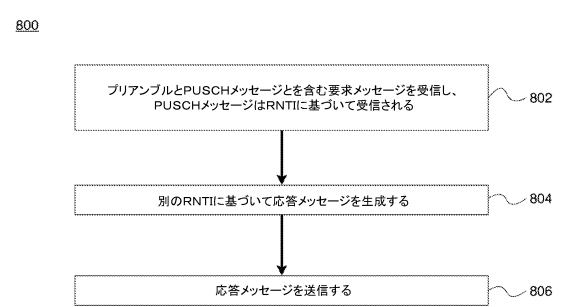 800
プリアンブルとPUSCHメッセージとを含む要求メッセージを受信し、
PUSCHメッセージはRNTIに基づいて受信される
802
別のRNTIに基づいて応答メッセージを生成する
804
応答メッセージを送信する
806